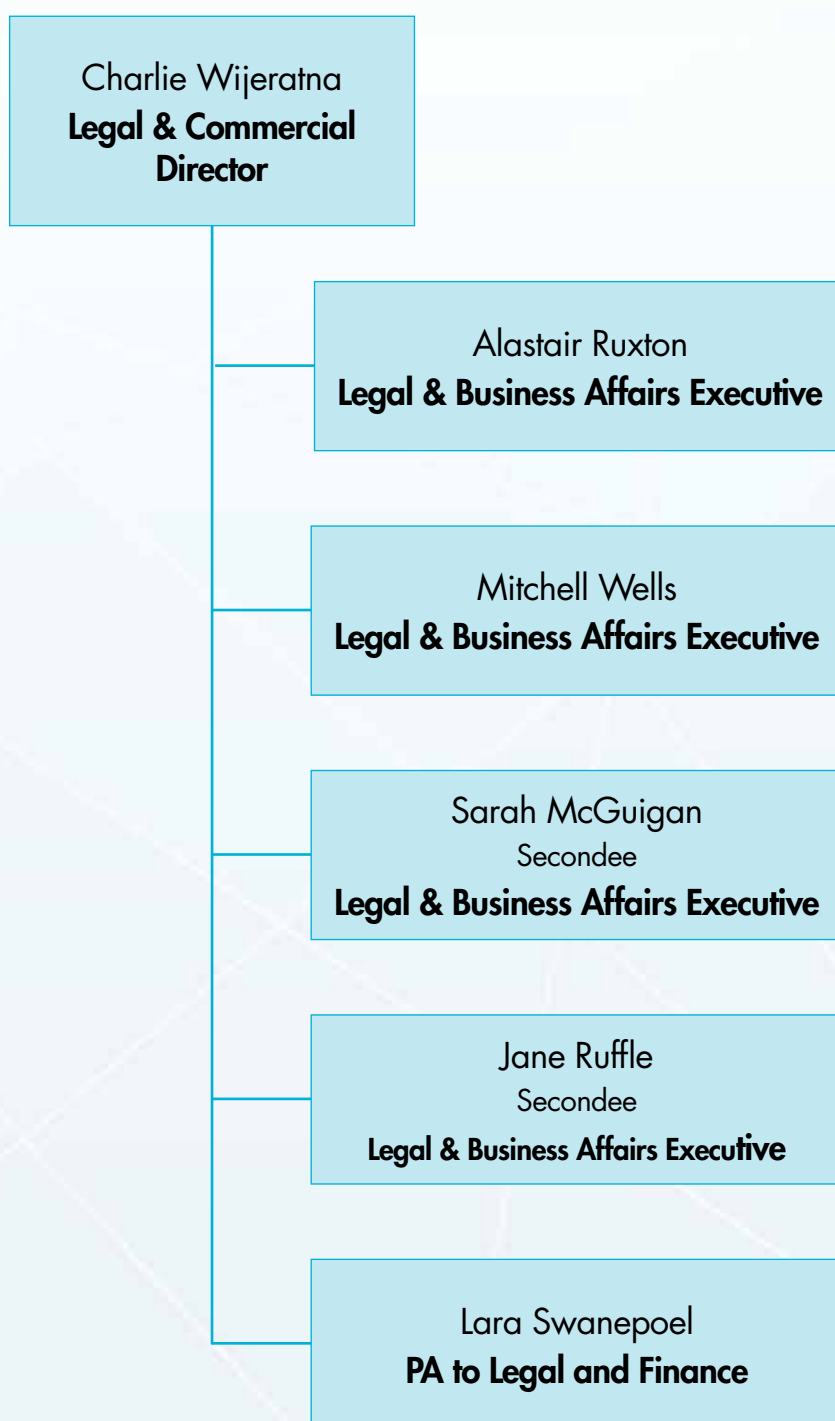 Charlie Wijeratna
Legal & Commercial
Director
Alastair Ruxton
Legal & Business Affairs Executive
Mitchell Wells
Legal & Business Affairs Executive
Sarah McGuigan
Secondee
Legal & Business Affairs Executive
Jane Ruffle
Secondee
Legal & Business Affairs Executive
Lara Swanepoel
PA to Legal and Finance